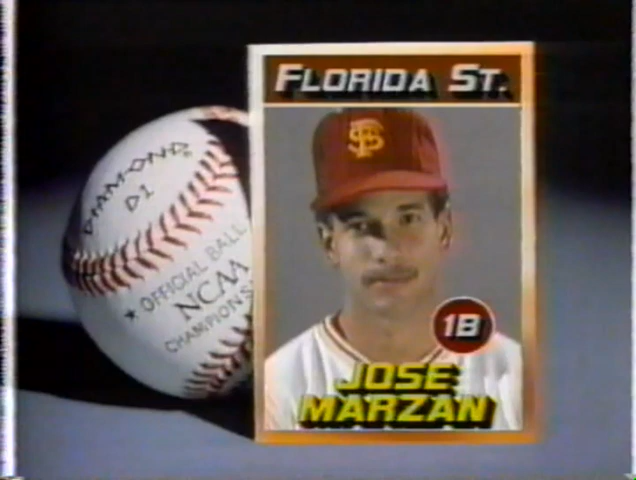 DIAMOND®
D1
★ OFFICIAL BALL
NCAA
CHAMPIONS
FLORIDA ST.
FS
1B
JOSE
MARZAN